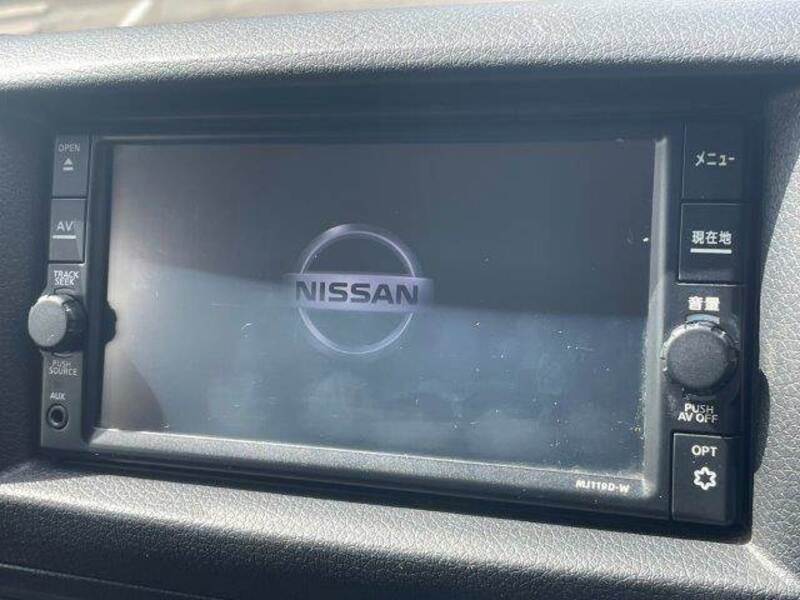 OPEN
AV
TRACK
SEEK
PUSH
SOURCE
AUX
NISSAN
メニュー
現在地
音量
PUSH
AV OFF
OPT
MJ119D-W